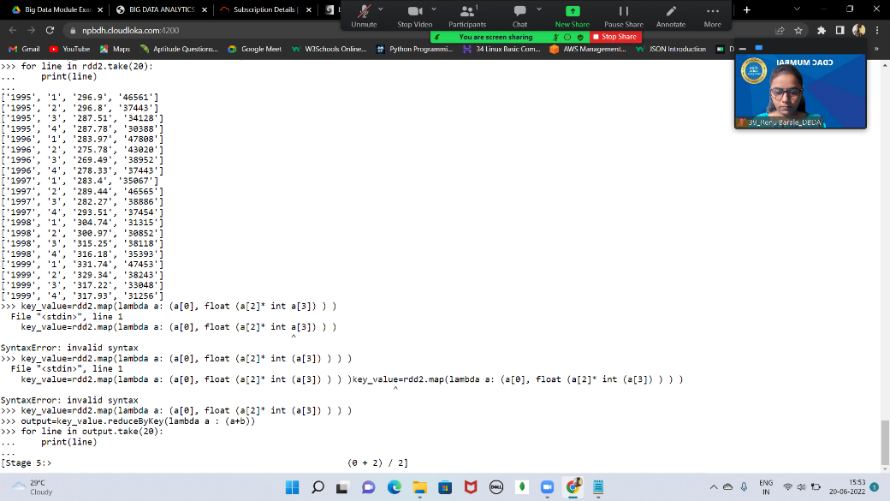 Big Data Module Exam
BIG DATA ANALYTICS
Subscription Details
Unmute
Stop Video
Participants
1
Chat
New Share
Pause Share
Annotate
More
npbdh.cloudloka.com:4200
You are screen sharing
Stop Share
Gmail
YouTube
Maps
Aptitude Questions...
Google Meet
W3Schools Onlin...
Python Programmi...
34 Linux Basic Com...
AWS Management...
JSON Introduction
CDAC MUMBAI
39_Renu Barale_DBDA
>>> for line in rdd2.take(20):
...     print(line)
...
['1995', '1', '296.9', '46561']
['1995', '2', '296.8', '37443']
['1995', '3', '287.51', '34128']
['1995', '4', '287.78', '30388']
['1996', '1', '283.97', '47808']
['1996', '2', '275.78', '43020']
['1996', '3', '269.49', '38952']
['1996', '4', '278.33', '37443']
['1997', '1', '283.4', '35067']
['1997', '2', '289.44', '46565']
['1997', '3', '282.27', '38886']
['1997', '4', '293.51', '37454']
['1998', '1', '304.74', '31315']
['1998', '2', '300.97', '30852']
['1998', '3', '315.25', '38118']
['1998', '4', '316.18', '35393']
['1999', '1', '331.74', '47453']
['1999', '2', '329.34', '38243']
['1999', '3', '317.22', '33048']
['1999', '4', '317.93', '31256']
>>> key_value=rdd2.map(lambda a: (a[0], float (a[2]* int a[3]) ) )
  File "<stdin>", line 1
    key_value=rdd2.map(lambda a: (a[0], float (a[2]* int a[3]) ) )
^
SyntaxError: invalid syntax
>>> key_value=rdd2.map(lambda a: (a[0], float (a[2]* int (a[3]) ) ) )
  File "<stdin>", line 1
    key_value=rdd2.map(lambda a: (a[0], float (a[2]* int (a[3]) ) ) )key_value=rdd2.map(lambda a: (a[0], float (a[2]* int (a[3]) ) ) )
^
SyntaxError: invalid syntax
>>> key_value=rdd2.map(lambda a: (a[0], float (a[2]* int (a[3]) ) ) )
>>> output=key_value.reduceByKey(lambda a : (a+b))
>>> for line in output.take(20):
...     print(line)
...
[Stage 5:> (0 + 2) / 2]
29°C
Cloudy
ENG
IN
15:53
20-06-2022
1